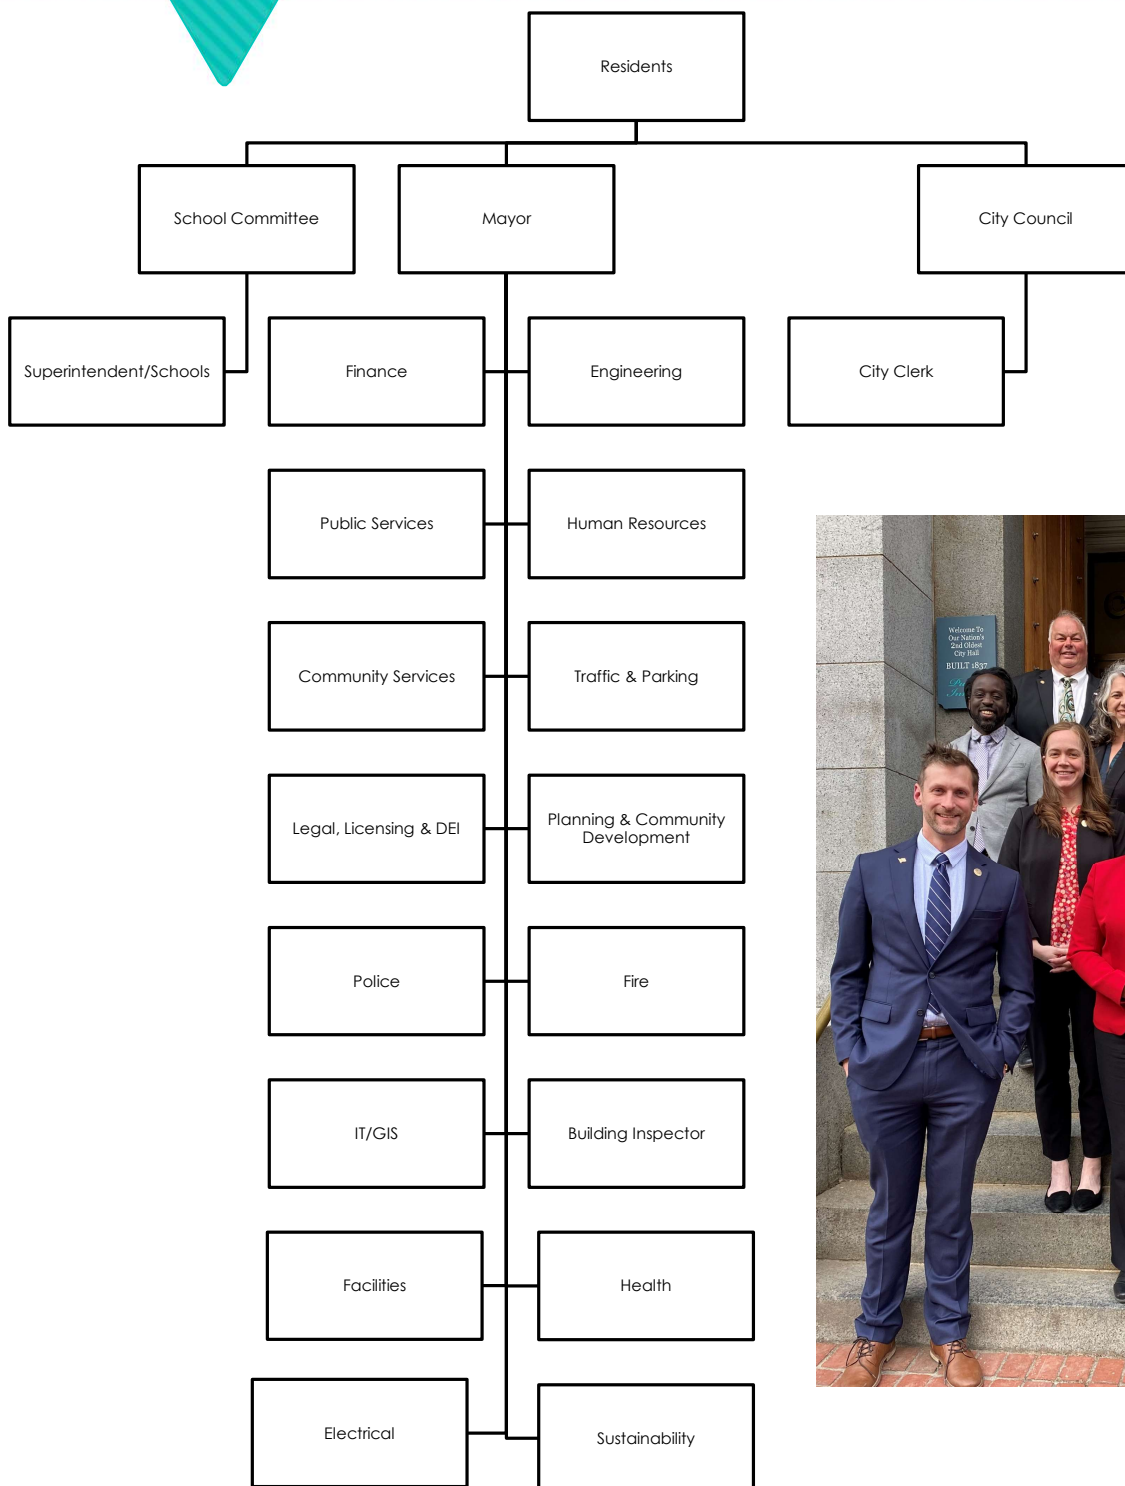 Residents
School Committee
Mayor
City Council
Superintendent/Schools
Finance
Engineering
City Clerk
Public Services
Human Resources
Community Services
Traffic & Parking
Legal, Licensing & DEI
Planning & Community
Development
Police
Fire
IT/GIS
Building Inspector
Facilities
Health
Electrical
Sustainability
Welcome To
Our Nation's
2nd Oldest
City Hall
BUILT 1837